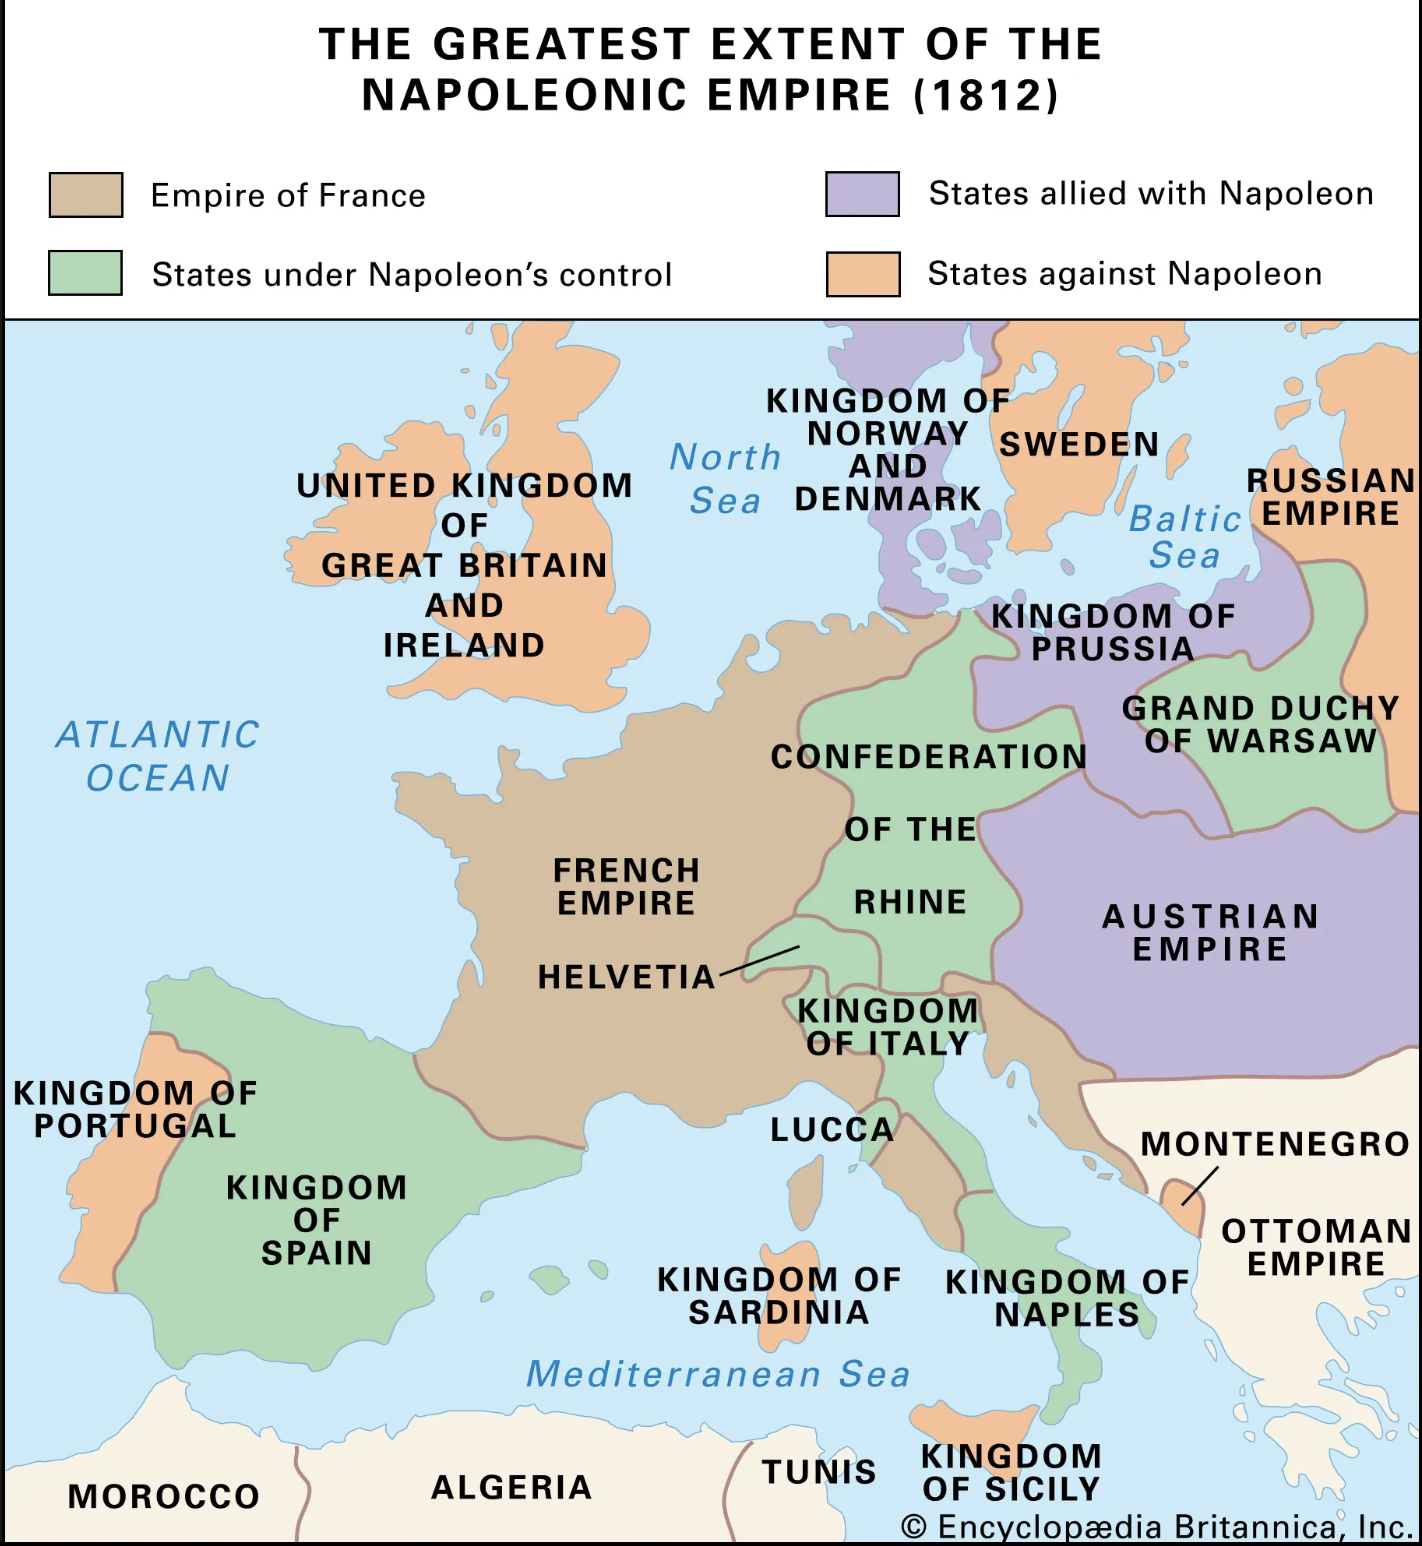 THE GREATEST EXTENT OF THE
NAPOLEONIC EMPIRE (1812)
Empire of France
States allied with Napoleon
States under Napoleon's control
States against Napoleon
KINGDOM OF
NORWAY
AND
DENMARK
SWEDEN
North
Sea
UNITED KINGDOM
OF
GREAT BRITAIN
AND
IRELAND
RUSSIAN
EMPIRE
Baltic
Sea
KINGDOM OF
PRUSSIA
ATLANTIC
OCEAN
GRAND DUCHY
OF WARSAW
CONFEDERATION
OF THE
RHINE
FRENCH
EMPIRE
AUSTRIAN
EMPIRE
HELVETIA
KINGDOM
OF ITALY
KINGDOM OF
PORTUGAL
LUCCA
MONTENEGRO
KINGDOM
OF
SPAIN
OTTOMAN
EMPIRE
KINGDOM OF
SARDINIA
KINGDOM OF
NAPLES
Mediterranean Sea
MOROCCO
ALGERIA
TUNIS
KINGDOM
OF SICILY
© Encyclopædia Britannica, Inc.